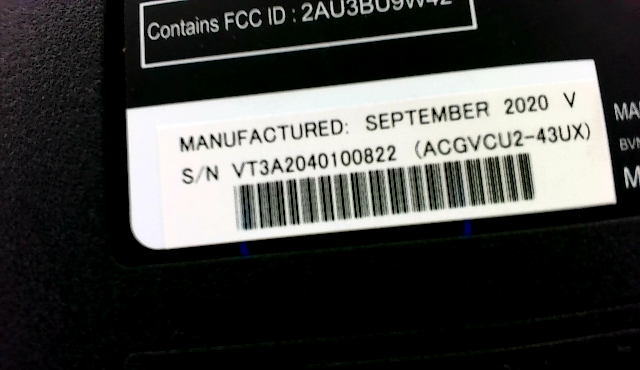 Contains FCC ID : 2AU3BU9W42
MANUFACTURED: SEPTEMBER 2020 V
S/N VT3A2040100822 (ACGVCU2-43UX)